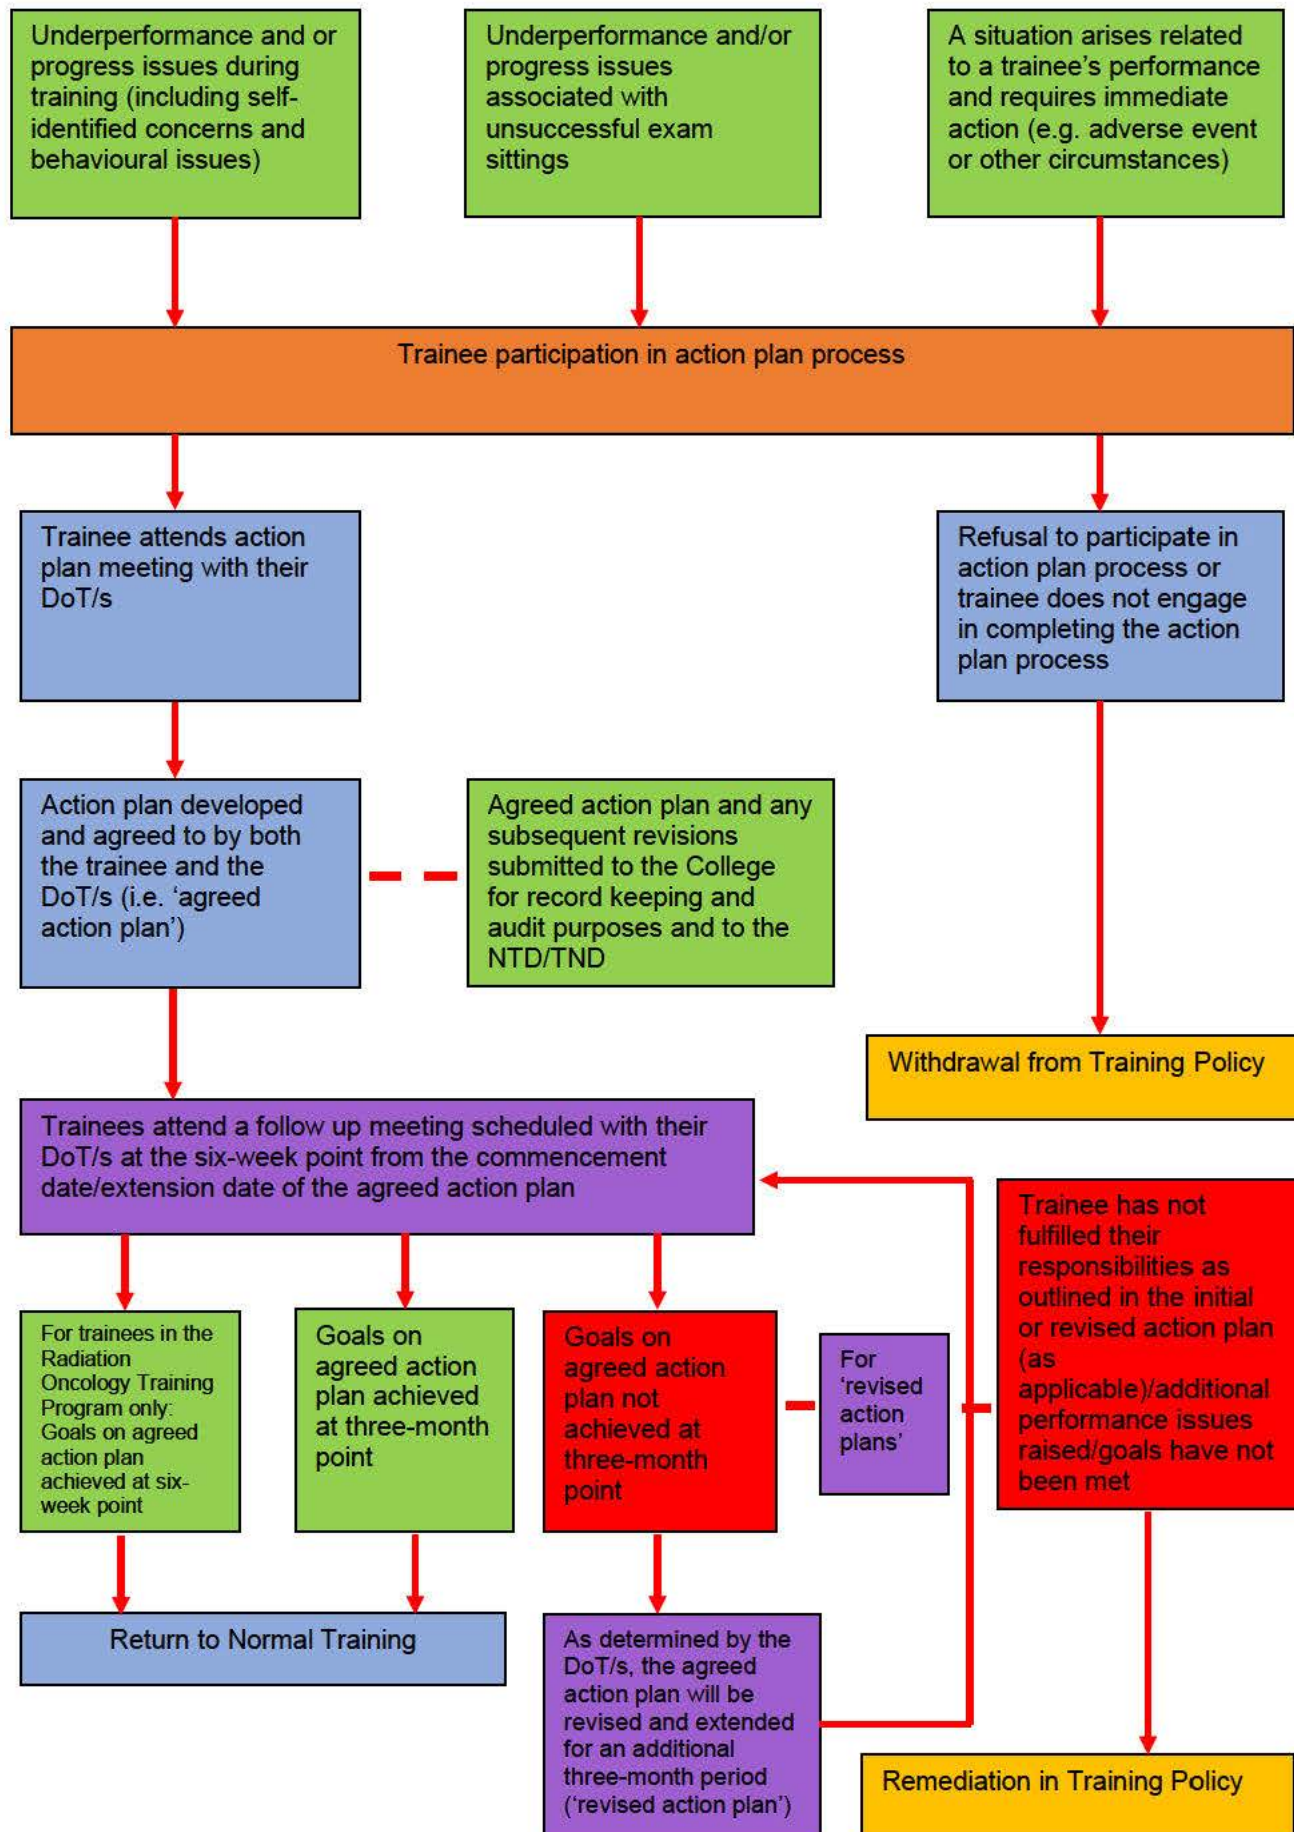 Underperformance and or
progress issues during
training (including self-
identified concerns and
behavioural issues)
Underperformance and/or
progress issues
associated with
unsuccessful exam
sittings
A situation arises related
to a trainee's performance
and requires immediate
action (e.g. adverse event
or other circumstances)
Trainee participation in action plan process
Trainee attends action
plan meeting with their
DoT/s
Refusal to participate in
action plan process or
trainee does not engage
in completing the action
plan process
Action plan developed
and agreed to by both
the trainee and the
DoT/s (i.e. ‘agreed
action plan’)
Agreed action plan and any
subsequent revisions
submitted to the College
for record keeping and
audit purposes and to the
NTD/TND
Withdrawal from Training Policy
Trainees attend a follow up meeting scheduled with their
DoT/s at the six-week point from the commencement
date/extension date of the agreed action plan
For trainees in the
Radiation
Oncology Training
Program only:
Goals on agreed
action plan
achieved at six-
week point
Goals on
agreed action
plan achieved
at three-month
point
Goals on
agreed action
plan not
achieved at
three-month
point
For
‘revised
action
plans’
Trainee has not
fulfilled their
responsibilities as
outlined in the initial
or revised action plan
(as
applicable)/additional
performance issues
raised/goals have not
been met
Return to Normal Training
As determined by the
DoT/s, the agreed
action plan will be
revised and extended
for an additional
three-month period
(‘revised action plan’)
Remediation in Training Policy